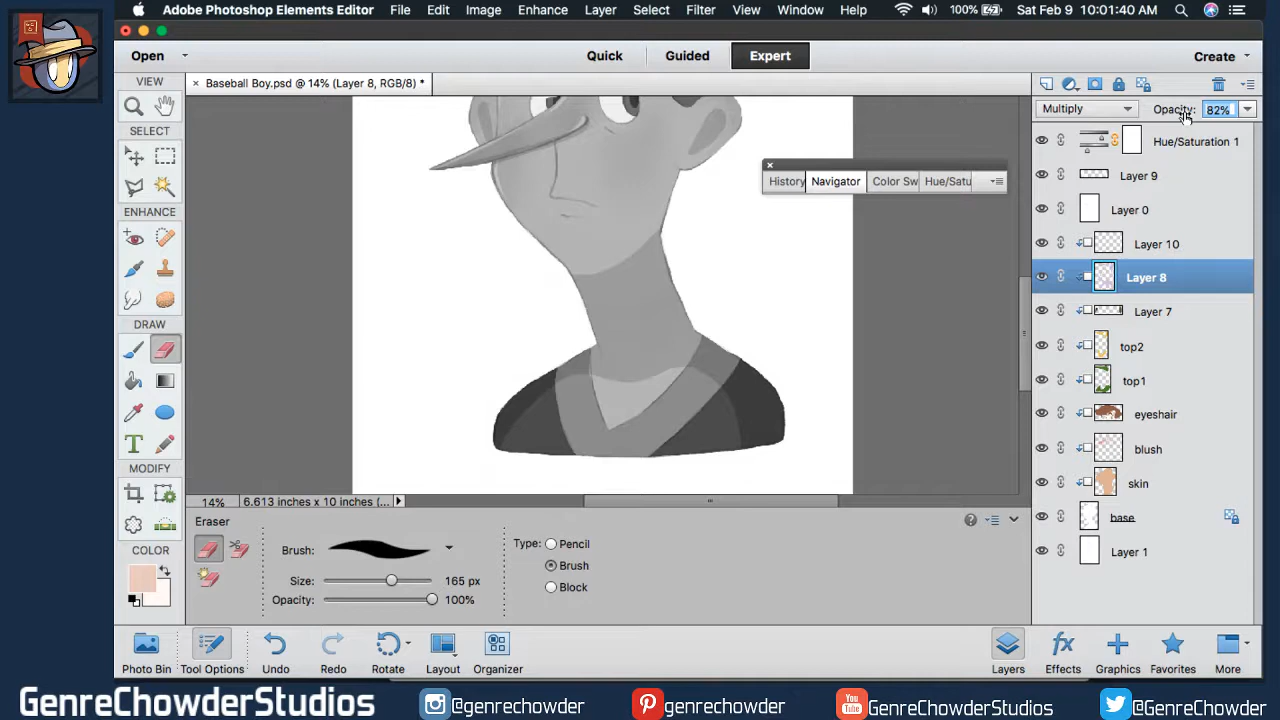 Adobe Photoshop Elements Editor File Edit Image Enhance Layer Select Filter View Window Help 100% Sat Feb 9 10:01:40 AM
Open Quick Guided Expert Create
VIEW
Baseball Boy.psd @ 14% (Layer 8, RGB/8) *
Multiply Opacity: 82%
SELECT
Hue/Saturation 1
History Navigator Color Sw Hue/Satu
Layer 9
ENHANCE
Layer 0
Layer 10
Layer 8
Layer 7
DRAW
top2
top1
eyeshair
T
blush
MODIFY
skin
14% 6.613 inches x 10 inches (...
base
Eraser
Layer 1
COLOR
Brush: Type: Pencil
Brush
Size: 165 px
Block
Opacity: 100%
fx
Photo Bin Tool Options Undo Redo Rotate Layout Organizer Layers Effects Graphics Favorites More
GenreChowderStudios @genrechowder genrechowder GenreChowderStudios @GenreChowder